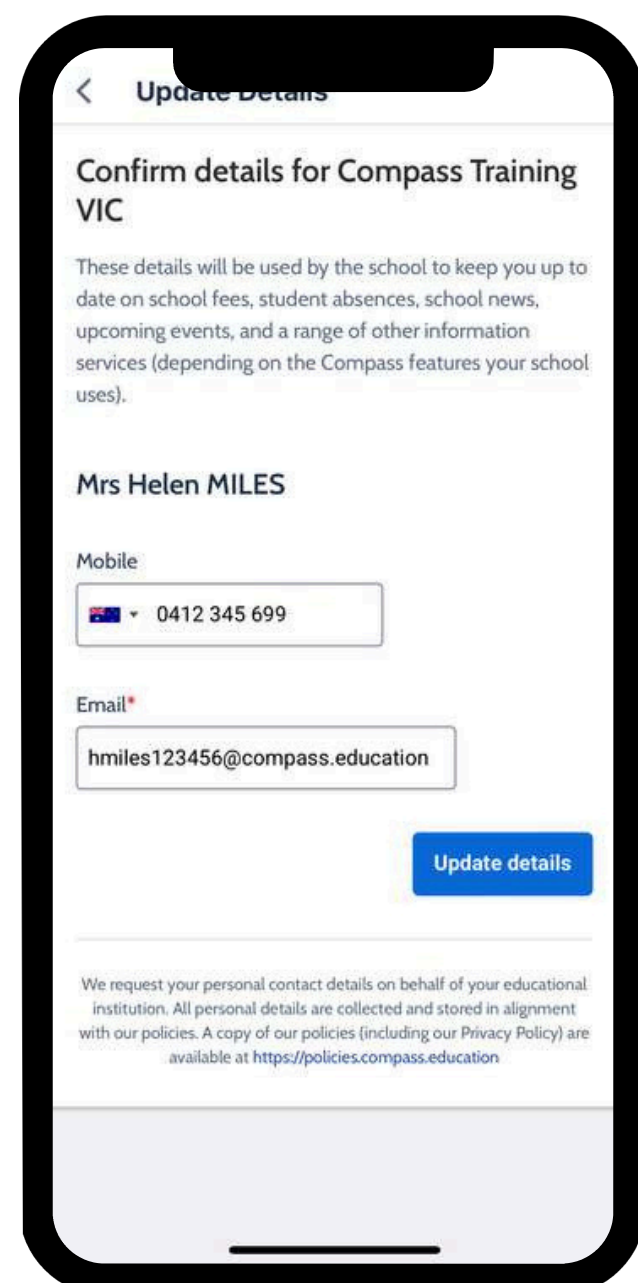 Update Details
Confirm details for Compass Training
VIC
These details will be used by the school to keep you up to
date on school fees, student absences, school news,
upcoming events, and a range of other information
services (depending on the Compass features your school
uses).
Mrs Helen MILES
Mobile
0412 345 699
Email*
hmiles123456@compass.education
Update details
We request your personal contact details on behalf of your educational
institution. All personal details are collected and stored in alignment
with our policies. A copy of our policies (including our Privacy Policy) are
available at https://policies.compass.education